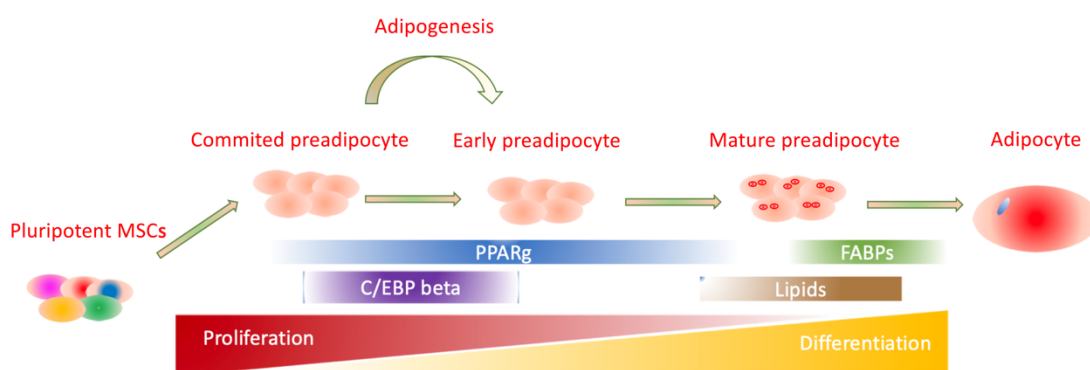 Adipogenesis
Commited preadipocyte
Early preadipocyte
Mature preadipocyte
Adipocyte
Pluripotent MSCs
PPARg
FABPs
C/EBP beta
Lipids
Proliferation
Differentiation